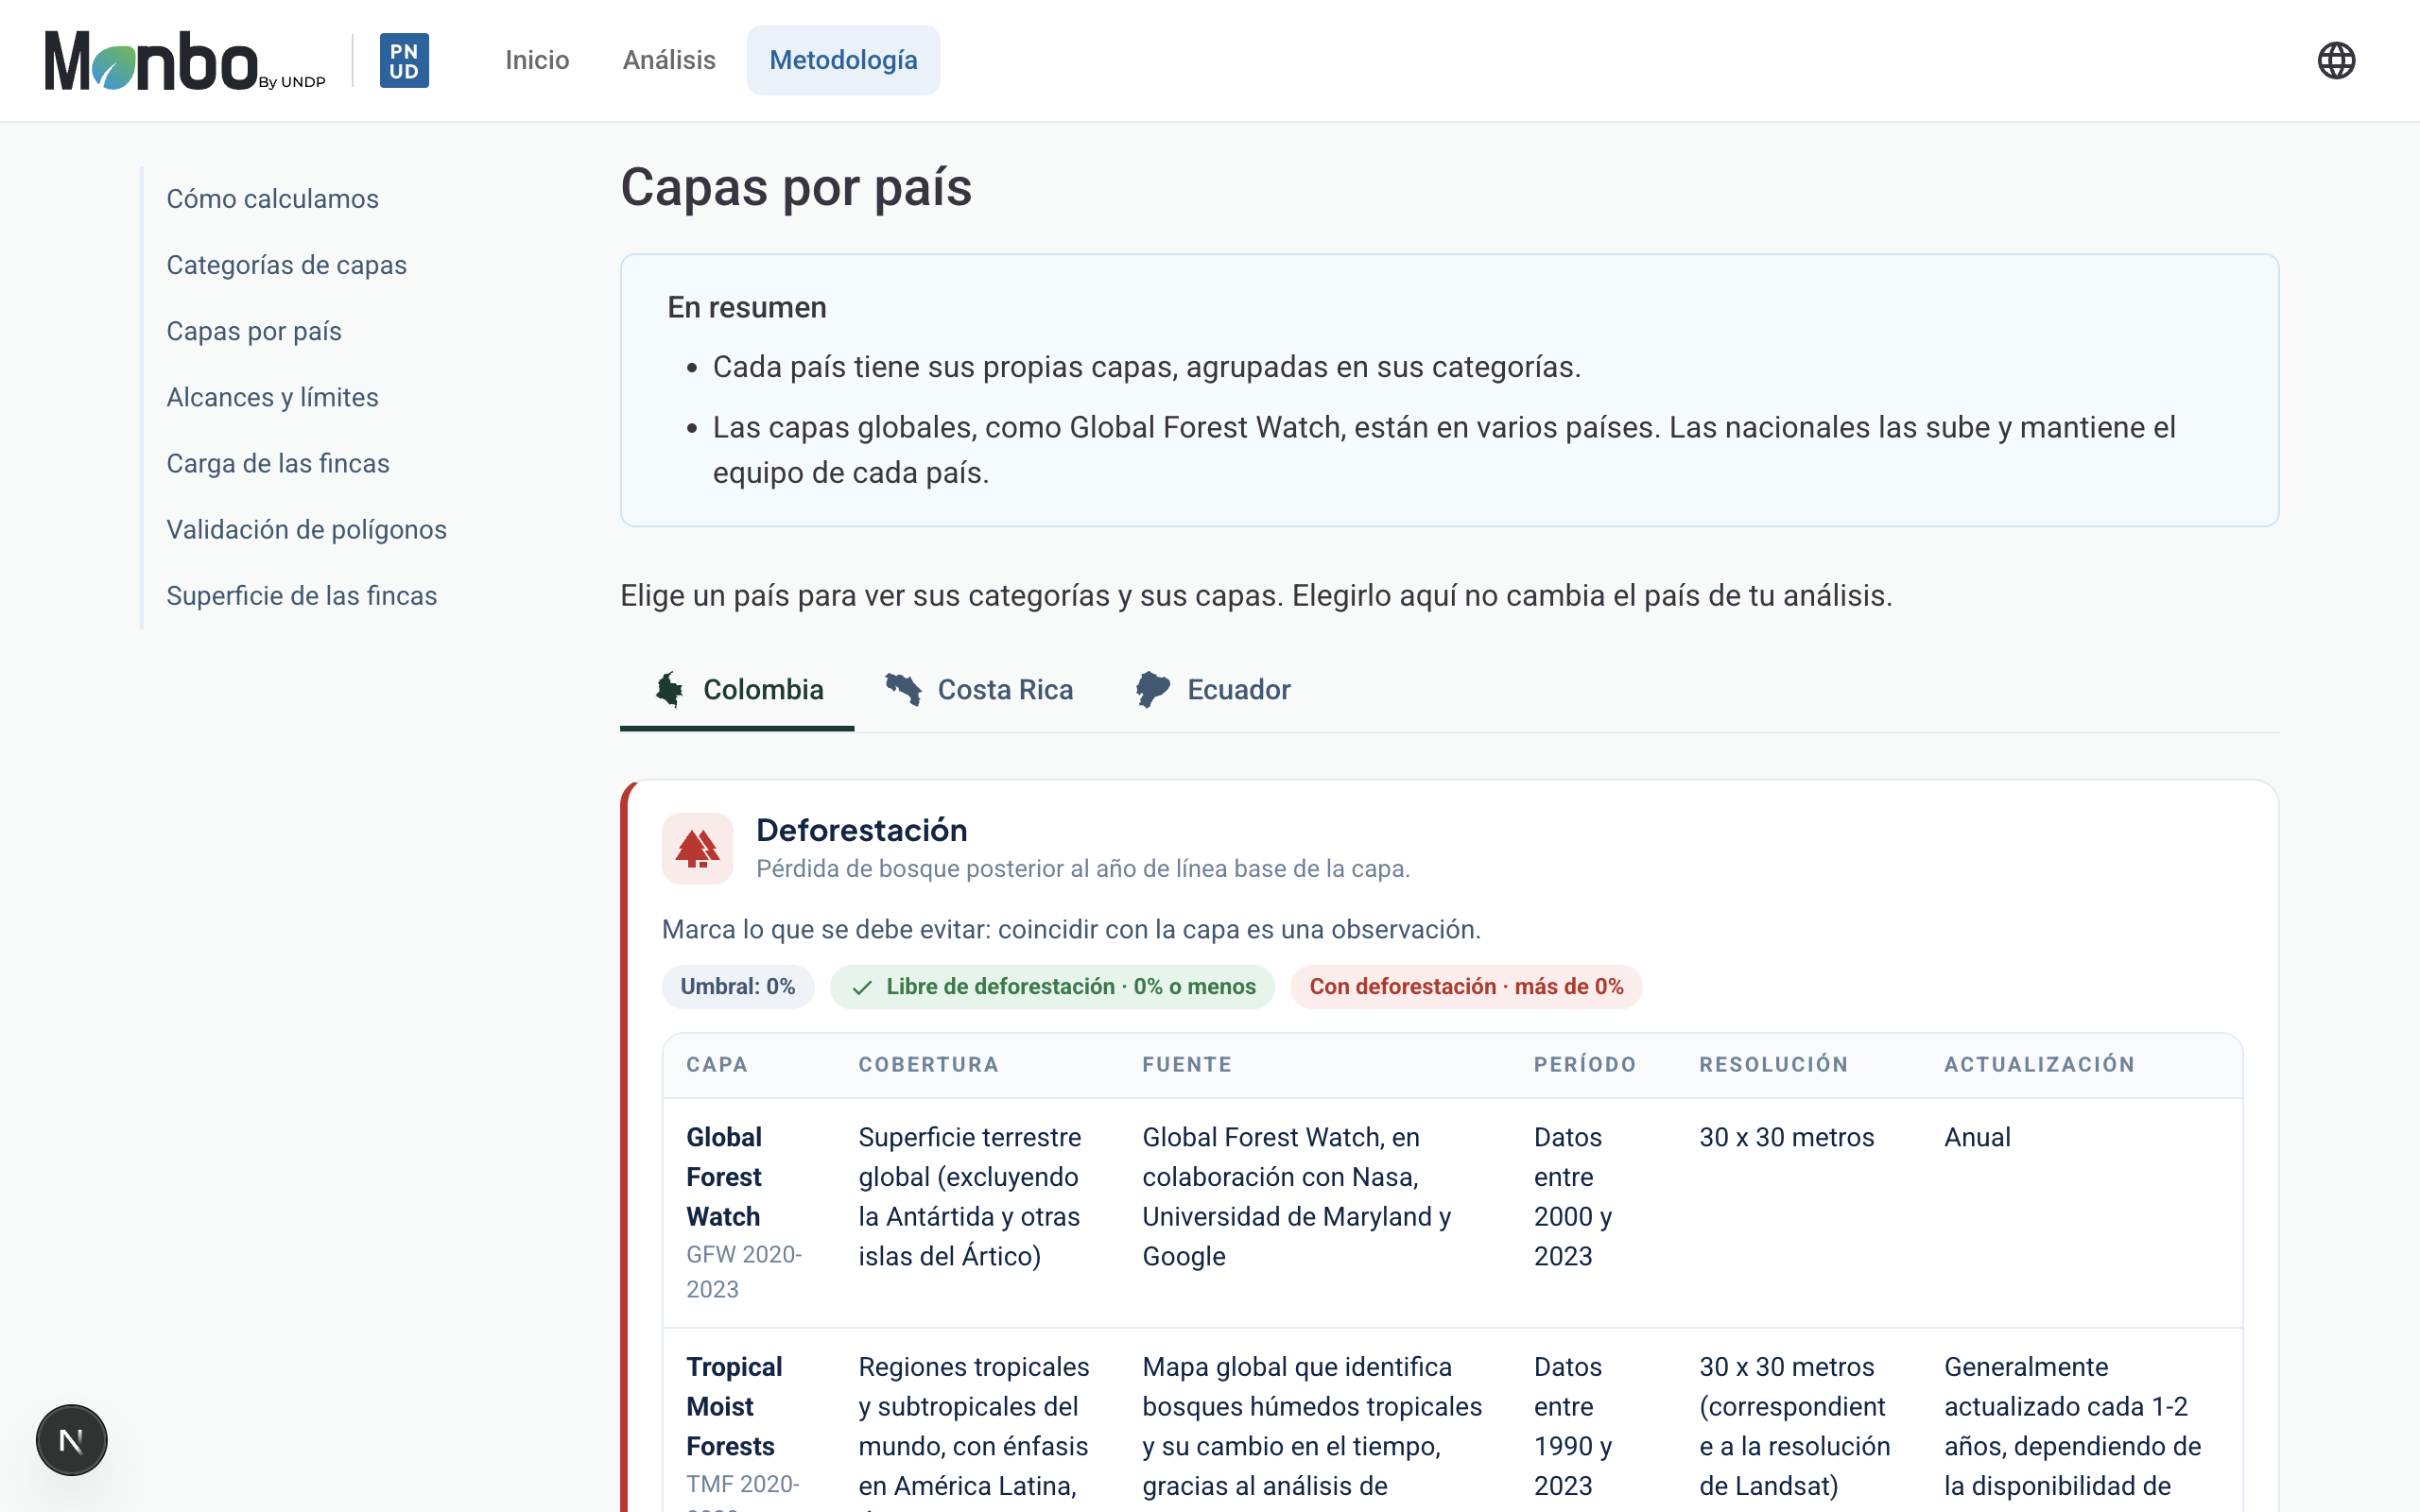 Monbo By UNDP
PN
UD
Inicio
Análisis
Metodología
Cómo calculamos
Categorías de capas
Capas por país
Alcances y límites
Carga de las fincas
Validación de polígonos
Superficie de las fincas
Capas por país
En resumen
• Cada país tiene sus propias capas, agrupadas en sus categorías.
• Las capas globales, como Global Forest Watch, están en varios países. Las nacionales las sube y mantiene el
equipo de cada país.
Elige un país para ver sus categorías y sus capas. Elegirlo aquí no cambia el país de tu análisis.
Colombia
Costa Rica
Ecuador
Deforestación
Pérdida de bosque posterior al año de línea base de la capa.
Marca lo que se debe evitar: coincidir con la capa es una observación.
Umbral: 0%
Libre de deforestación · 0% o menos
Con deforestación · más de 0%
CAPA
COBERTURA
FUENTE
PERÍODO
RESOLUCIÓN
ACTUALIZACIÓN
Global
Forest
Watch
GFW 2020-
2023
Superficie terrestre
global (excluyendo
la Antártida y otras
islas del Ártico)
Global Forest Watch, en
colaboración con Nasa,
Universidad de Maryland y
Google
Datos
entre
2000 y
2023
30 x 30 metros
Anual
Tropical
Moist
Forests
TMF 2020-
Regiones tropicales
y subtropicales del
mundo, con énfasis
en América Latina,
Mapa global que identifica
bosques húmedos tropicales
y su cambio en el tiempo,
gracias al análisis de
Datos
entre
1990 y
2023
30 x 30 metros
(correspondient
e a la resolución
de Landsat)
Generalmente
actualizado cada 1-2
años, dependiendo de
la disponibilidad de
N